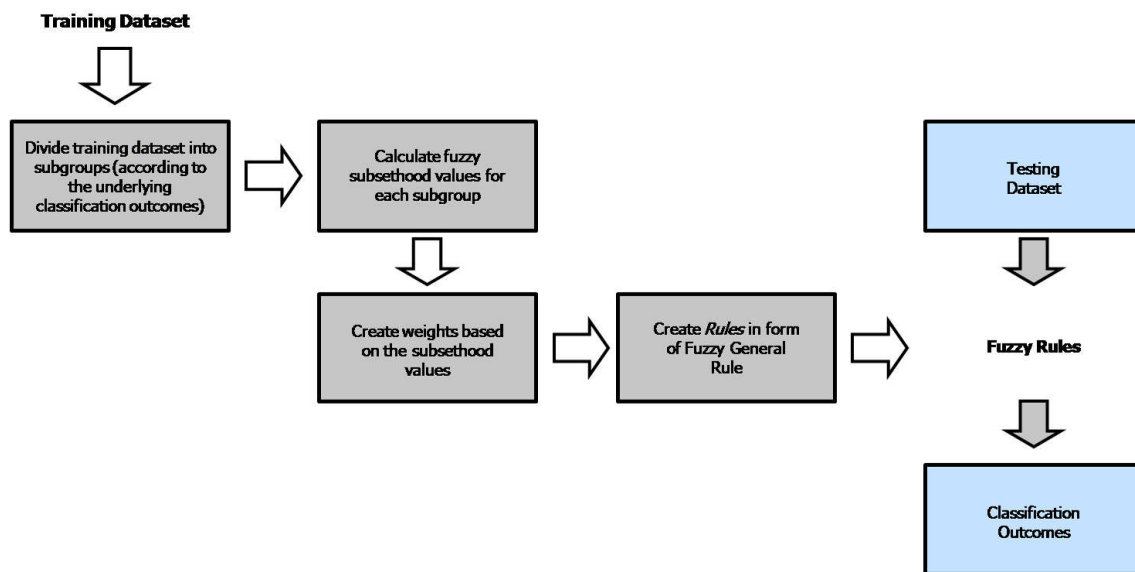 Training Dataset
Divide training dataset into
subgroups (according to
the underlying
classification outcomes)
Calculate fuzzy
subsethood values for
each subgroup
Testing
Dataset
Create weights based
on the subsethood
values
Create Rules in form
of Fuzzy General
Rule
Fuzzy Rules
Classification
Outcomes